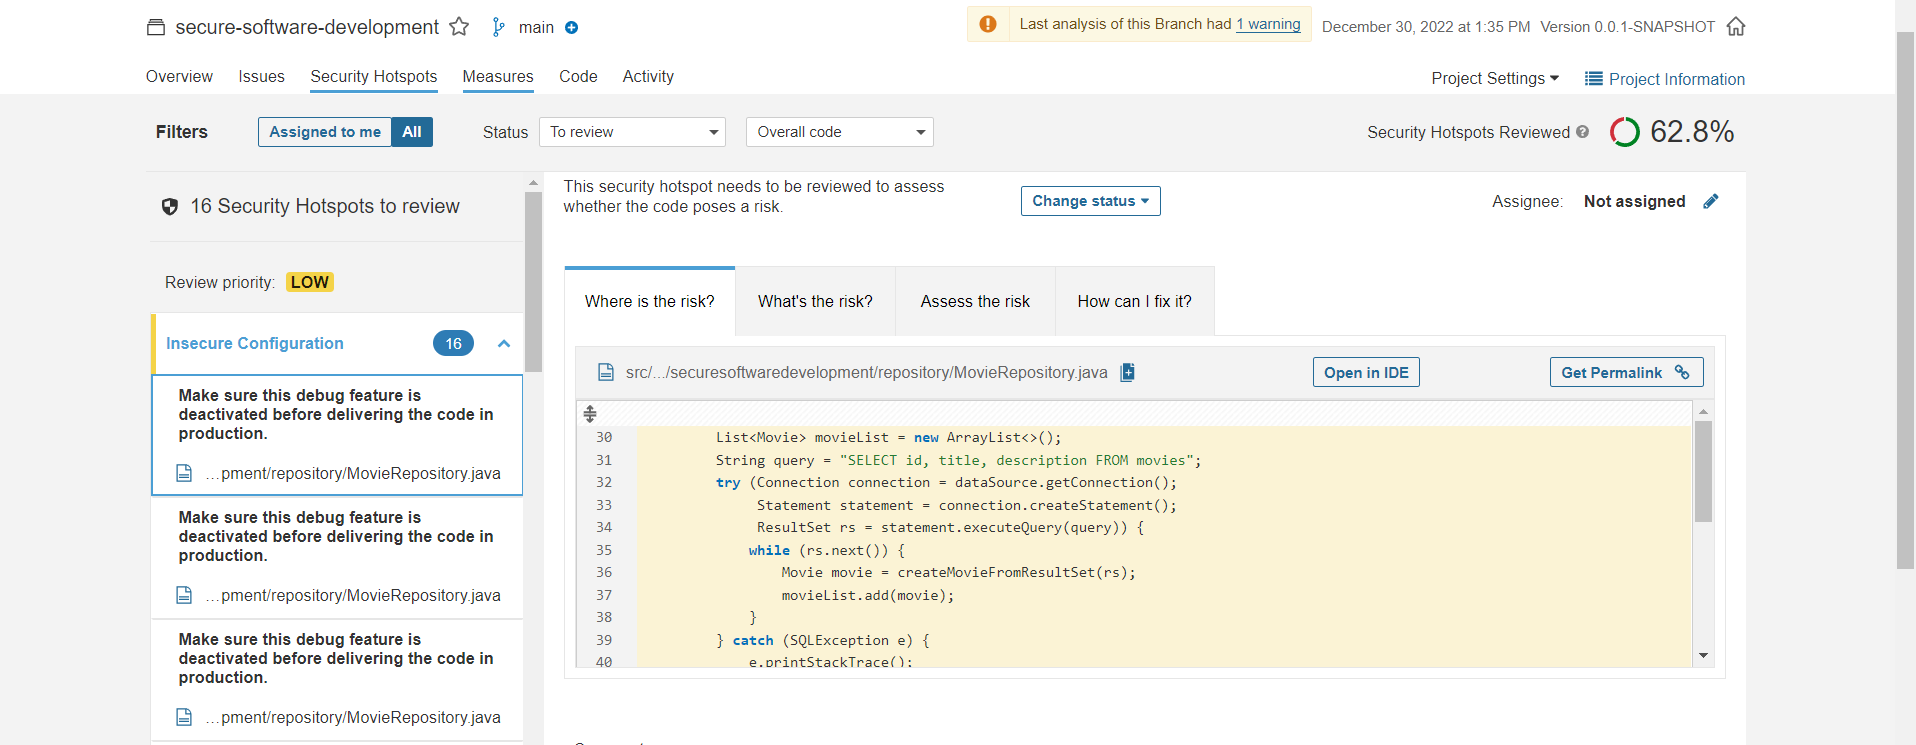 secure-software-development main
Last analysis of this Branch had 1 warning December 30, 2022 at 1:35 PM Version 0.0.1-SNAPSHOT
Overview Issues Security Hotspots Measures Code Activity
Project Settings Project Information
Filters Assigned to me All Status To review Overall code
Security Hotspots Reviewed ? 62.8%
16 Security Hotspots to review
Review priority: LOW
Insecure Configuration 16
Make sure this debug feature is
deactivated before delivering the code in
production.
...pment/repository/MovieRepository.java
Make sure this debug feature is
deactivated before delivering the code in
production.
...pment/repository/MovieRepository.java
Make sure this debug feature is
deactivated before delivering the code in
production.
...pment/repository/MovieRepository.java
This security hotspot needs to be reviewed to assess
whether the code poses a risk.
Change status
Assignee: Not assigned
Where is the risk? What's the risk? Assess the risk How can I fix it?
src/.../securesoftwaredevelopment/repository/MovieRepository.java
Open in IDE Get Permalink
30 List<Movie> movieList = new ArrayList<>();
31 String query = "SELECT id, title, description FROM movies";
32 try (Connection connection = dataSource.getConnection();
33 Statement statement = connection.createStatement();
34 ResultSet rs = statement.executeQuery(query)) {
35 while (rs.next()) {
36 Movie movie = createMovieFromResultSet(rs);
37 movieList.add(movie);
38 }
39 } catch (SQLException e) {
40 e.printStackTrace();